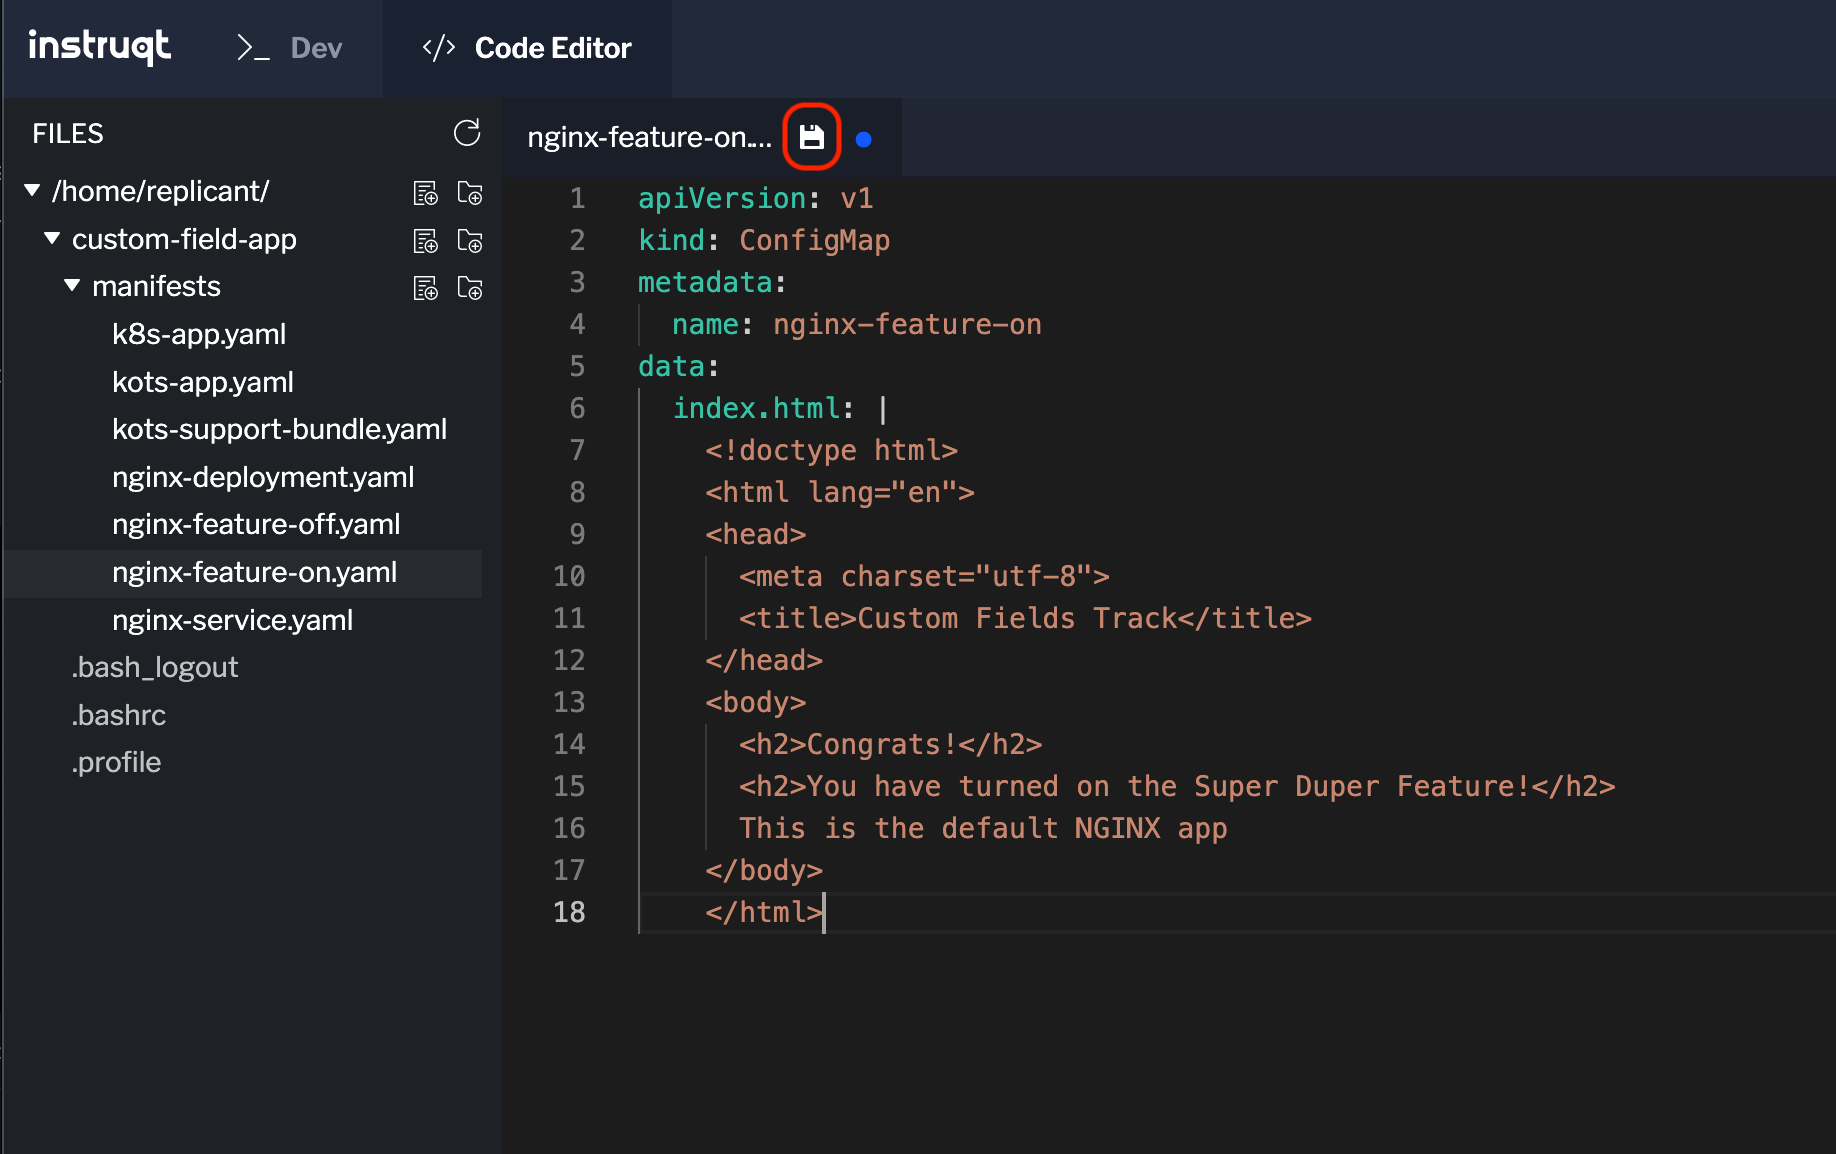 instruqt
>_ Dev
</> Code Editor
FILES
/home/replicant/
custom-field-app
manifests
k8s-app.yaml
kots-app.yaml
kots-support-bundle.yaml
nginx-deployment.yaml
nginx-feature-off.yaml
nginx-feature-on.yaml
nginx-service.yaml
.bash_logout
.bashrc
.profile
nginx-feature-on....
1 apiVersion: v1
2 kind: ConfigMap
3 metadata:
4   name: nginx-feature-on
5 data:
6   index.html: |
7     <!doctype html>
8     <html lang="en">
9     <head>
10       <meta charset="utf-8">
11       <title>Custom Fields Track</title>
12     </head>
13     <body>
14       <h2>Congrats!</h2>
15       <h2>You have turned on the Super Duper Feature!</h2>
16       This is the default NGINX app
17     </body>
18     </html>